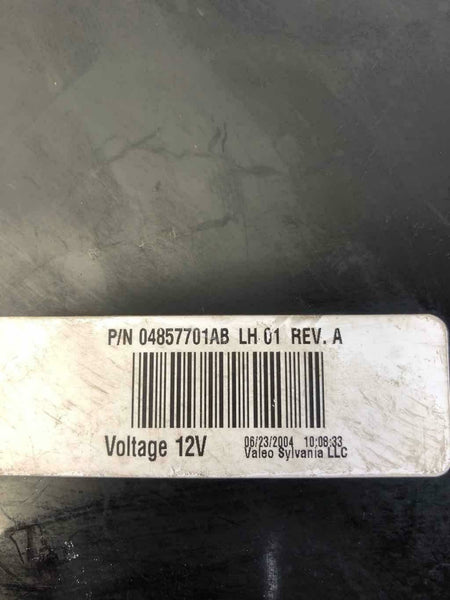 P/N 04857701AB LH 01 REV. A
Voltage 12V
06/23/2004 10:08:33
Valeo Sylvania LLC